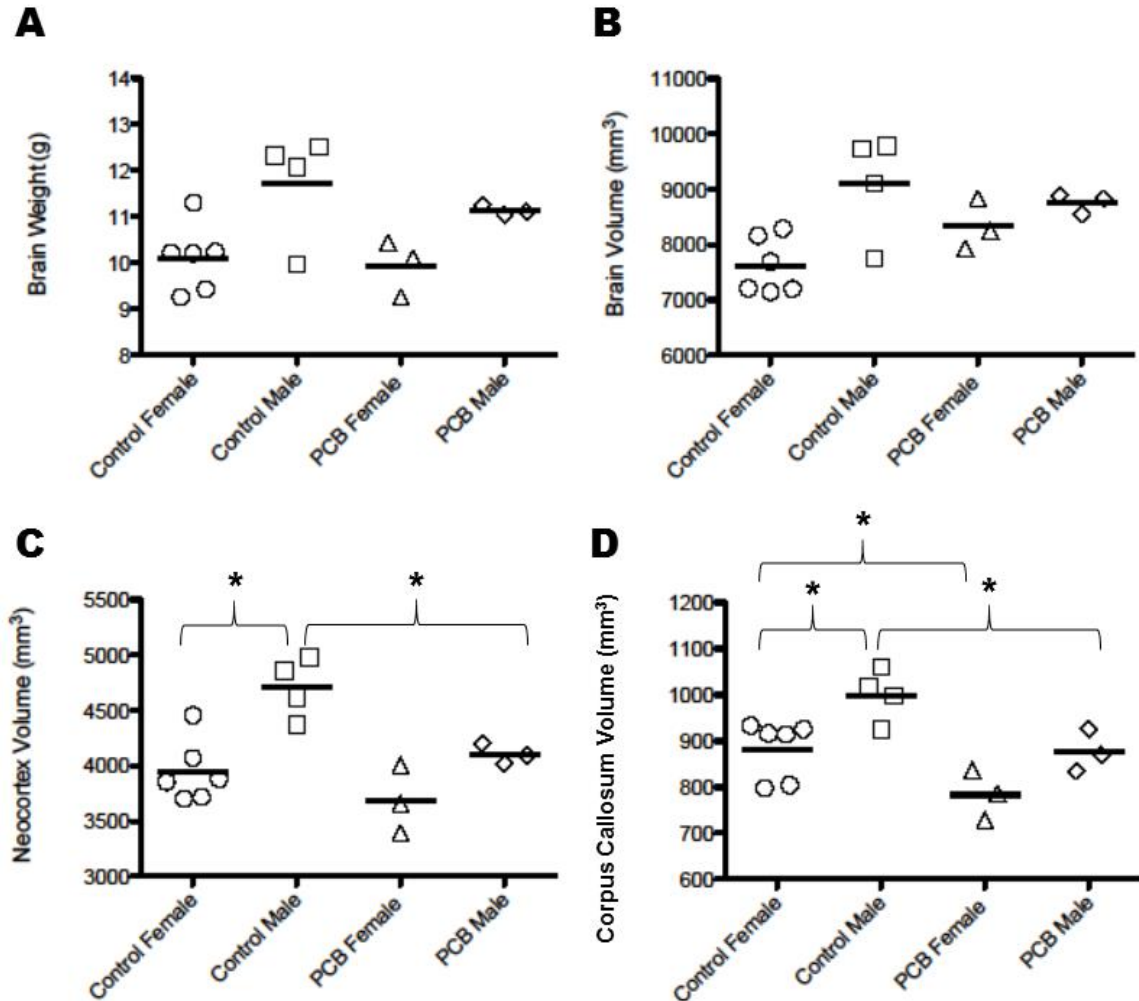 A
Brain Weight (g)
14
13
12
11
10
9
8
Control Female
Control Male
PCB Female
PCB Male
B
Brain Volume (mm³)
11000
10000
9000
8000
7000
6000
Control Female
Control Male
PCB Female
PCB Male
C
Neocortex Volume (mm³)
5500
5000
4500
4000
3500
3000
*
*
Control Female
Control Male
PCB Female
PCB Male
D
Corpus Callosum Volume (mm³)
1200
1100
1000
900
800
700
600
*
*
*
Control Female
Control Male
PCB Female
PCB Male